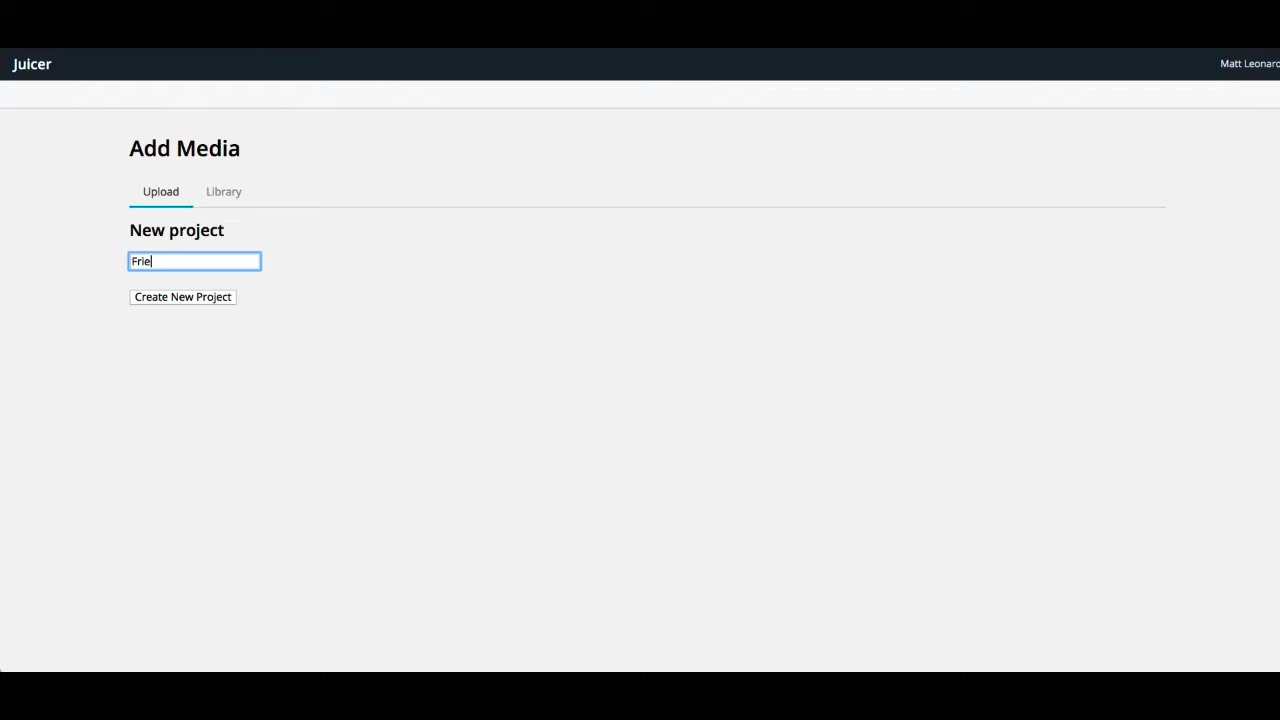 Juicer
Matt Leonard
Add Media
Upload Library
New project
Frie
Create New Project